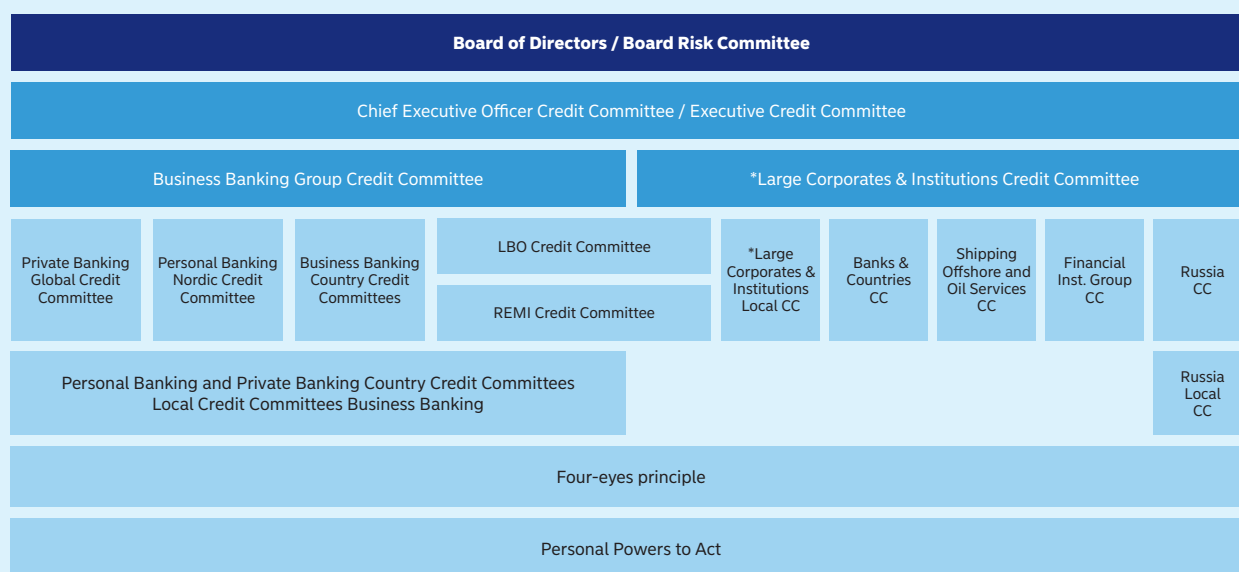 Board of Directors / Board Risk Committee
Chief Executive Officer Credit Committee / Executive Credit Committee
Business Banking Group Credit Committee
*Large Corporates & Institutions Credit Committee
Private Banking
Global Credit
Committee
Personal Banking
Nordic Credit
Committee
Business Banking
Country Credit
Committees
LBO Credit Committee
REMI Credit Committee
*Large
Corporates &
Institutions
Local CC
Banks &
Countries
CC
Shipping
Offshore and
Oil Services
CC
Financial
Inst. Group
CC
Russia
CC
Personal Banking and Private Banking Country Credit Committees
Local Credit Committees Business Banking
Russia
Local
CC
Four-eyes principle
Personal Powers to Act